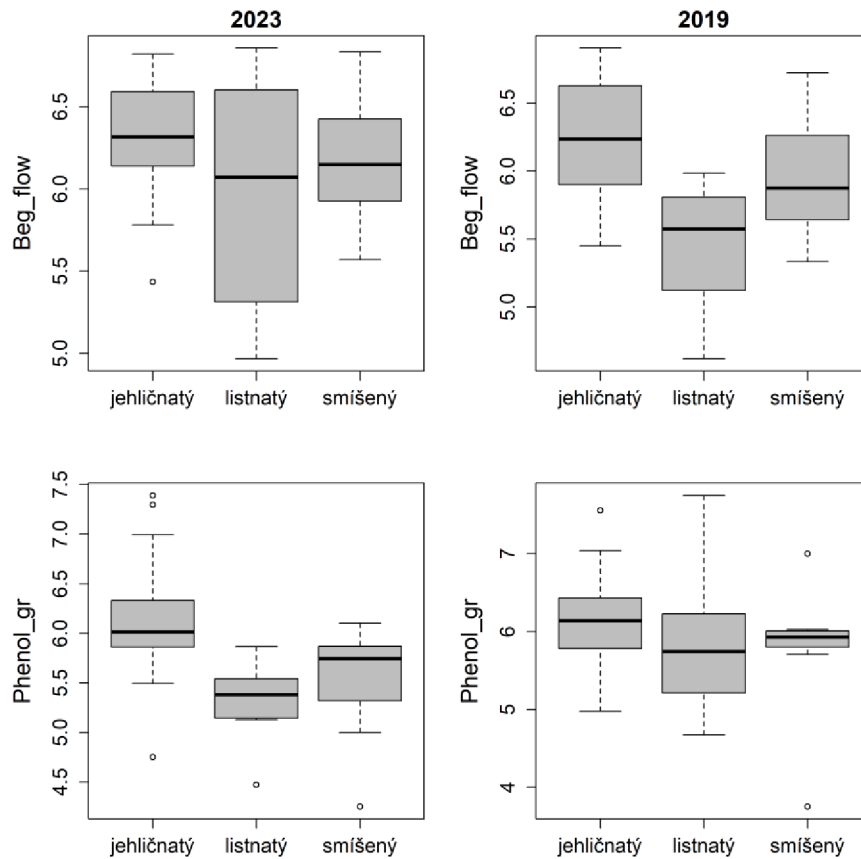 2023
Beg_flow
6.5
6.0
5.5
5.0
jehličnatý listnatý smíšený
2019
Beg_flow
6.5
6.0
5.5
5.0
jehličnatý listnatý smíšený
Phenol_gr
7.5
7.0
6.5
6.0
5.5
5.0
4.5
jehličnatý listnatý smíšený
Phenol_gr
7
6
5
4
jehličnatý listnatý smíšený